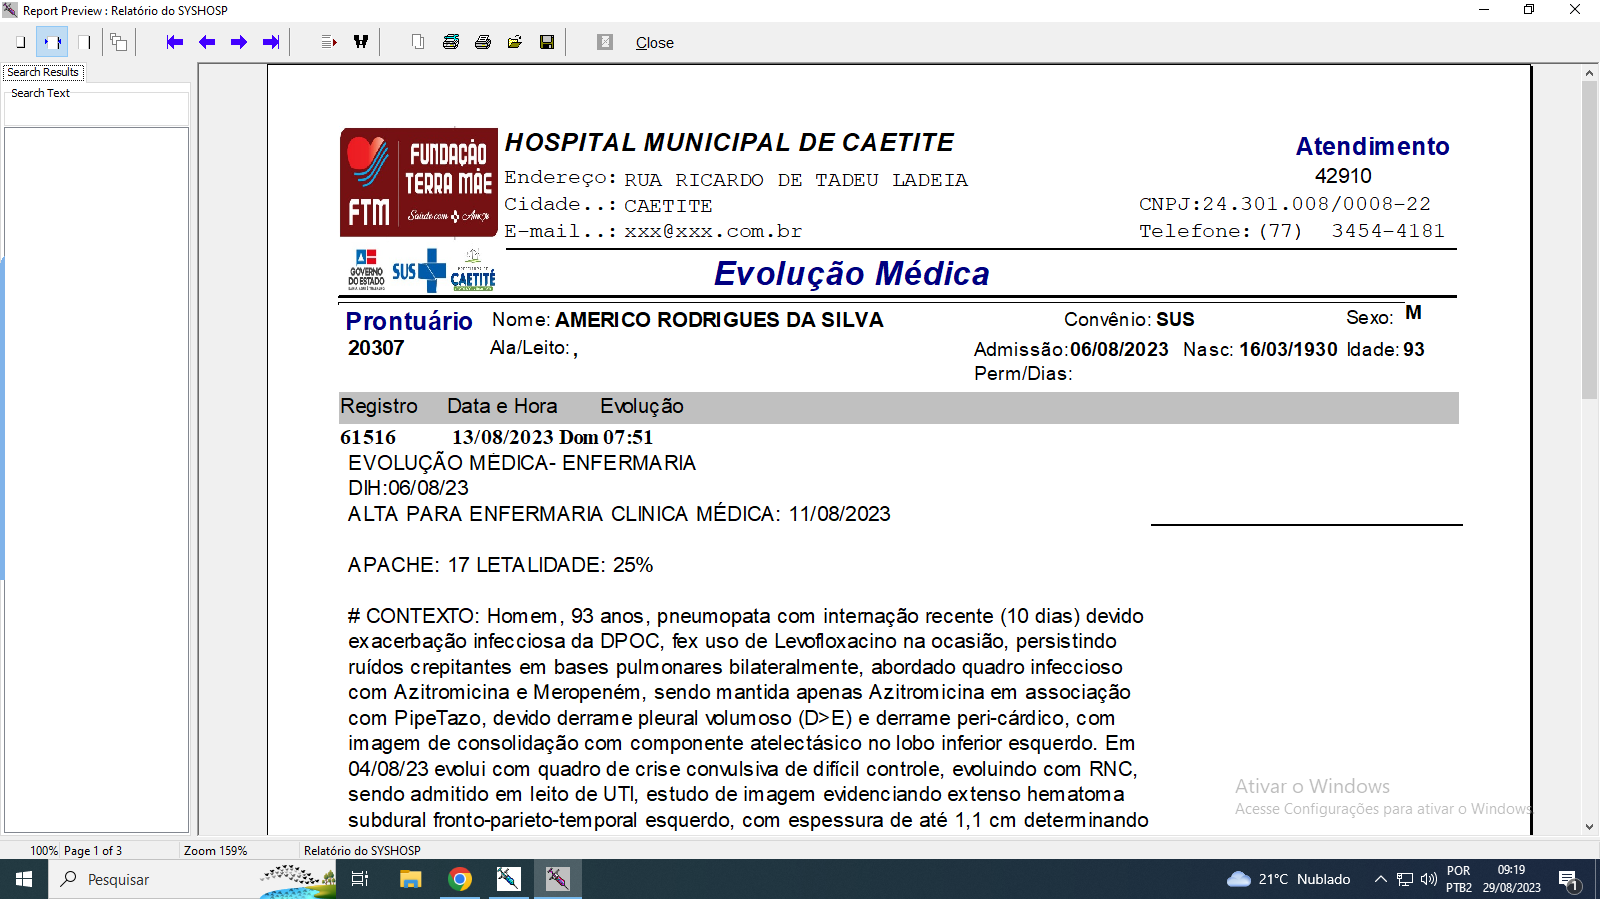 Report Preview : Relatório do SYSHOSP
Close
Search Results
Search Text
FUNDAÇÃO
TERRA MÃE
FTM
Saúde com Amor
HOSPITAL MUNICIPAL DE CAETITE
Endereço: RUA RICARDO DE TADEU LADEIA
Cidade..: CAETITE
E-mail..: xxx@xxx.com.br
Atendimento
42910
CNPJ:24.301.008/0008-22
Telefone: (77) 3454-4181
GOVERNO
DO ESTADO
SUS
CAETITÉ
Evolução Médica
Prontuário
20307
Nome: AMERICO RODRIGUES DA SILVA
Convênio: SUS
Sexo: M
Ala/Leito: ,
Admissão: 06/08/2023 Nasc: 16/03/1930 Idade: 93
Perm/Dias:
Registro Data e Hora Evolução
61516 13/08/2023 Dom 07:51
EVOLUÇÃO MÉDICA- ENFERMARIA
DIH:06/08/23
ALTA PARA ENFERMARIA CLINICA MÉDICA: 11/08/2023
APACHE: 17 LETALIDADE: 25%
# CONTEXTO: Homem, 93 anos, pneumopata com internação recente (10 dias) devido
exacerbação infecciosa da DPOC, fex uso de Levofloxacino na ocasião, persistindo
ruídos crepitantes em bases pulmonares bilateralmente, abordado quadro infeccioso
com Azitromicina e Meropeném, sendo mantida apenas Azitromicina em associação
com PipeTazo, devido derrame pleural volumoso (D>E) e derrame peri-cárdico, com
imagem de consolidação com componente atelectásico no lobo inferior esquerdo. Em
04/08/23 evolui com quadro de crise convulsiva de difícil controle, evoluindo com RNC,
sendo admitido em leito de UTI, estudo de imagem evidenciando extenso hematoma
subdural fronto-parieto-temporal esquerdo, com espessura de até 1,1 cm determinando
Ativar o Windows
Acesse Configurações para ativar o Windows
100% Page 1 of 3 Zoom 159% Relatório do SYSHOSP
Pesquisar
21°C Nublado
POR
PTB2
09:19
29/08/2023
1